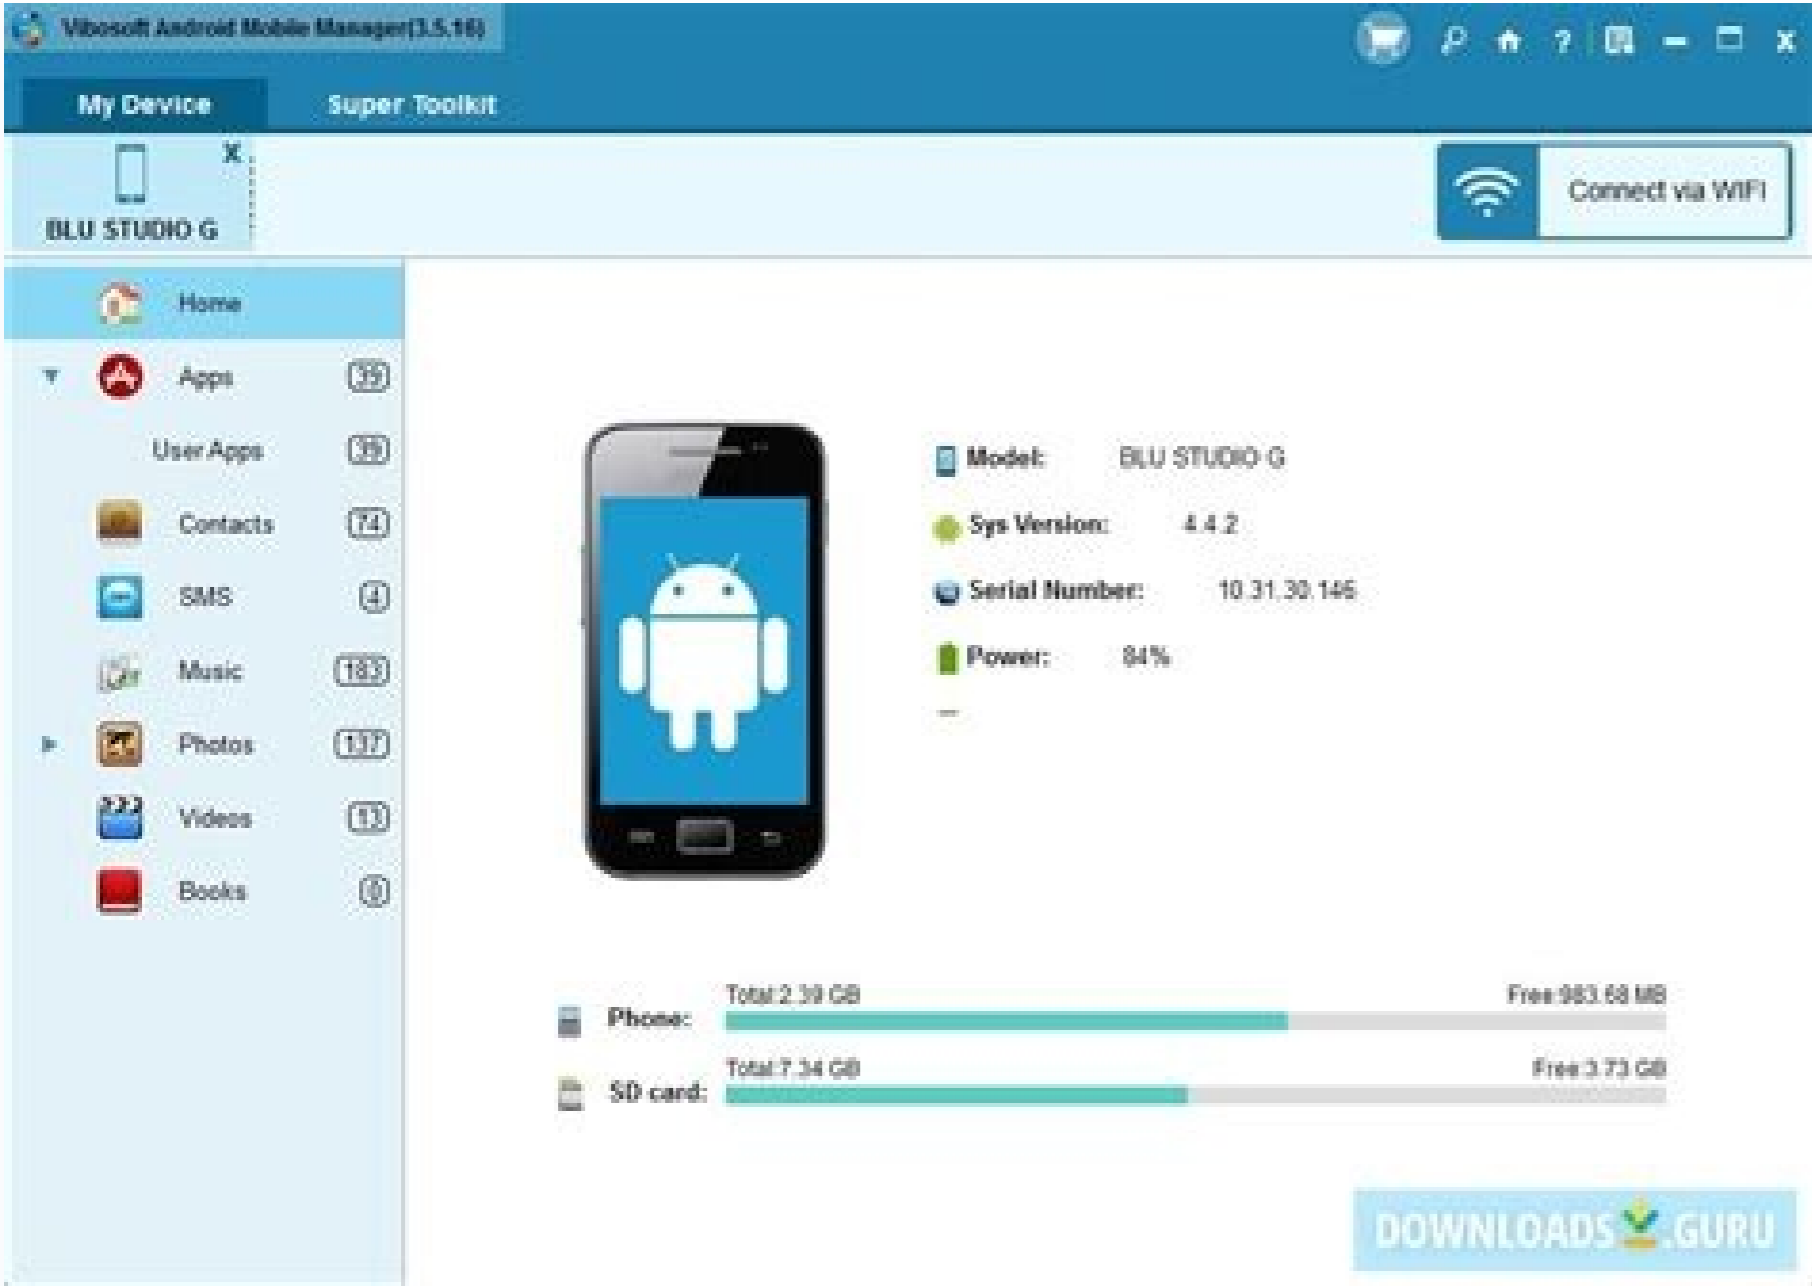 Vibosoft Android Mobile Manager(3.5.16)
My Device
Super Toolkit
BLU STUDIO G
Connect via WIFI
Home
Apps
39
User Apps
39
Contacts
74
SMS
4
Music
183
Photos
137
Videos
13
Books
0
Model: BLU STUDIO G
Sys Version: 4.4.2
Serial Number: 10.31.30.146
Power: 84%
Total:2.39 GB Free:983.68 MB
Phone:
Total:7.34 GB Free:3.73 GB
SD card:
DOWNLOADS.GURU